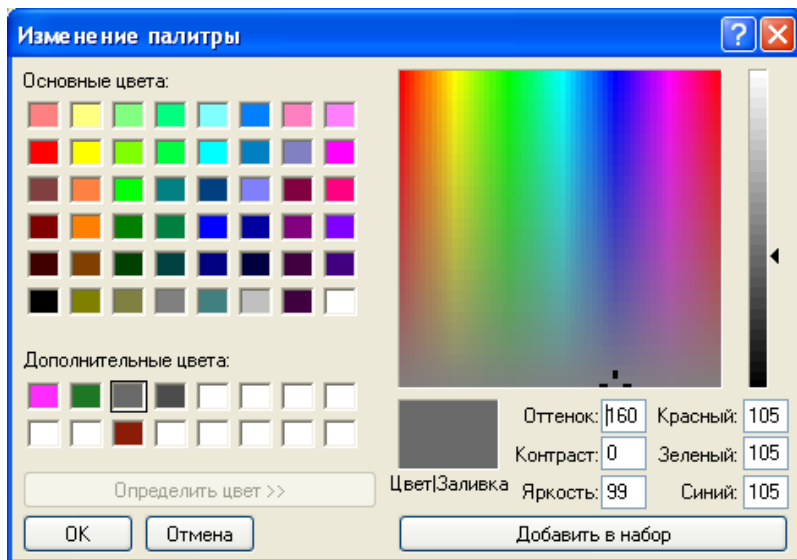 Изменение палитры
Основные цвета:
Дополнительные цвета:
Определить цвет >>
OK
Отмена
Цвет|Заливка
Оттенок: 160
Контраст: 0
Яркость: 99
Красный: 105
Зеленый: 105
Синий: 105
Добавить в набор